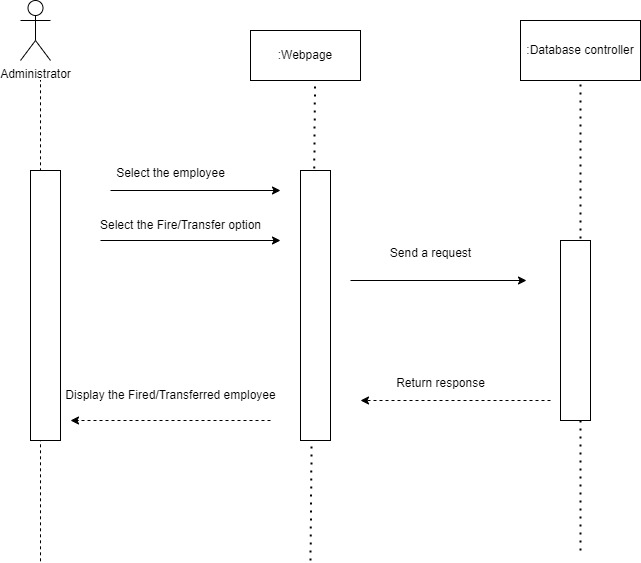 Administrator
:Webpage
:Database controller
Select the employee
Select the Fire/Transfer option
Send a request
Return response
Display the Fired/Transferred employee